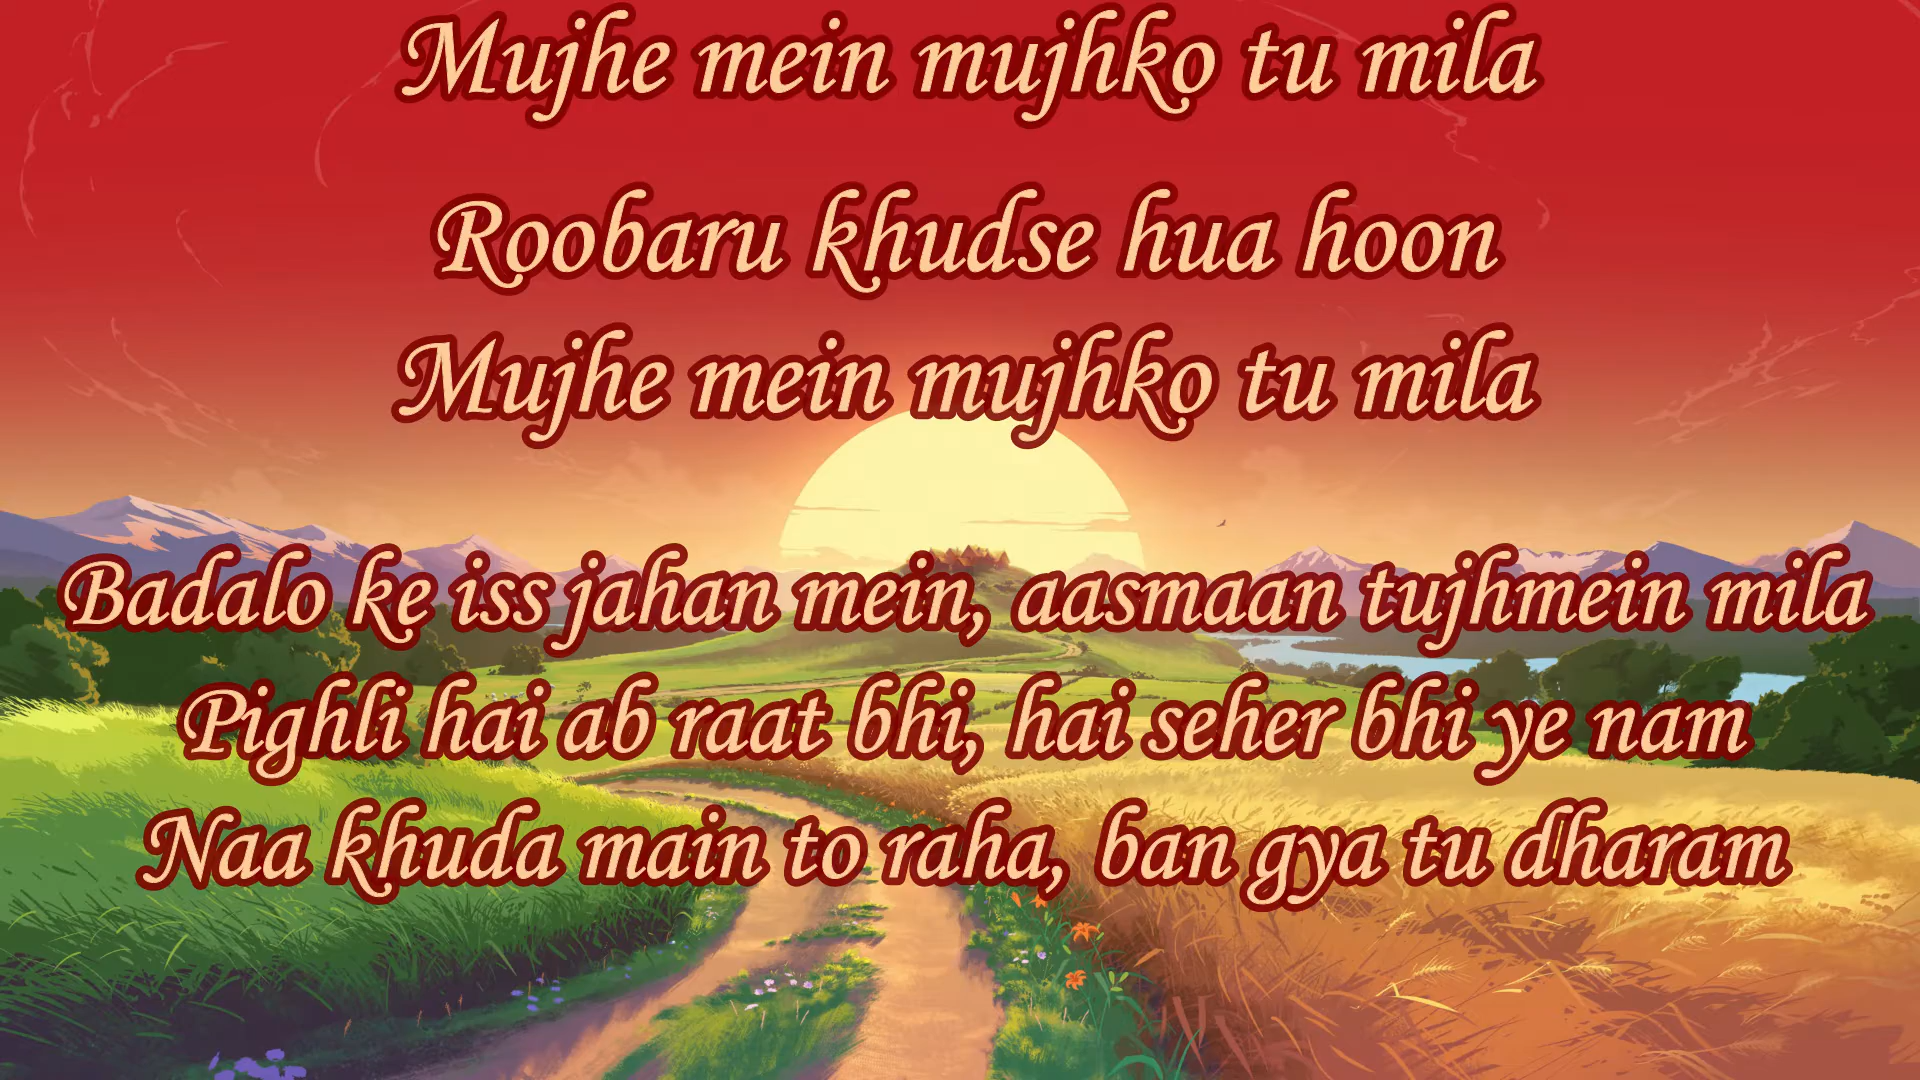 Mujhe mein mujhko tu mila
Roobaru khudse hua hoon
Mujhe mein mujhko tu mila
Badalo ke iss jahan mein, aasmaan tujhmein mila
Pighli hai ab raat bhi, hai seher bhi ye nam
Naa khuda main to raha, ban gya tu dharam